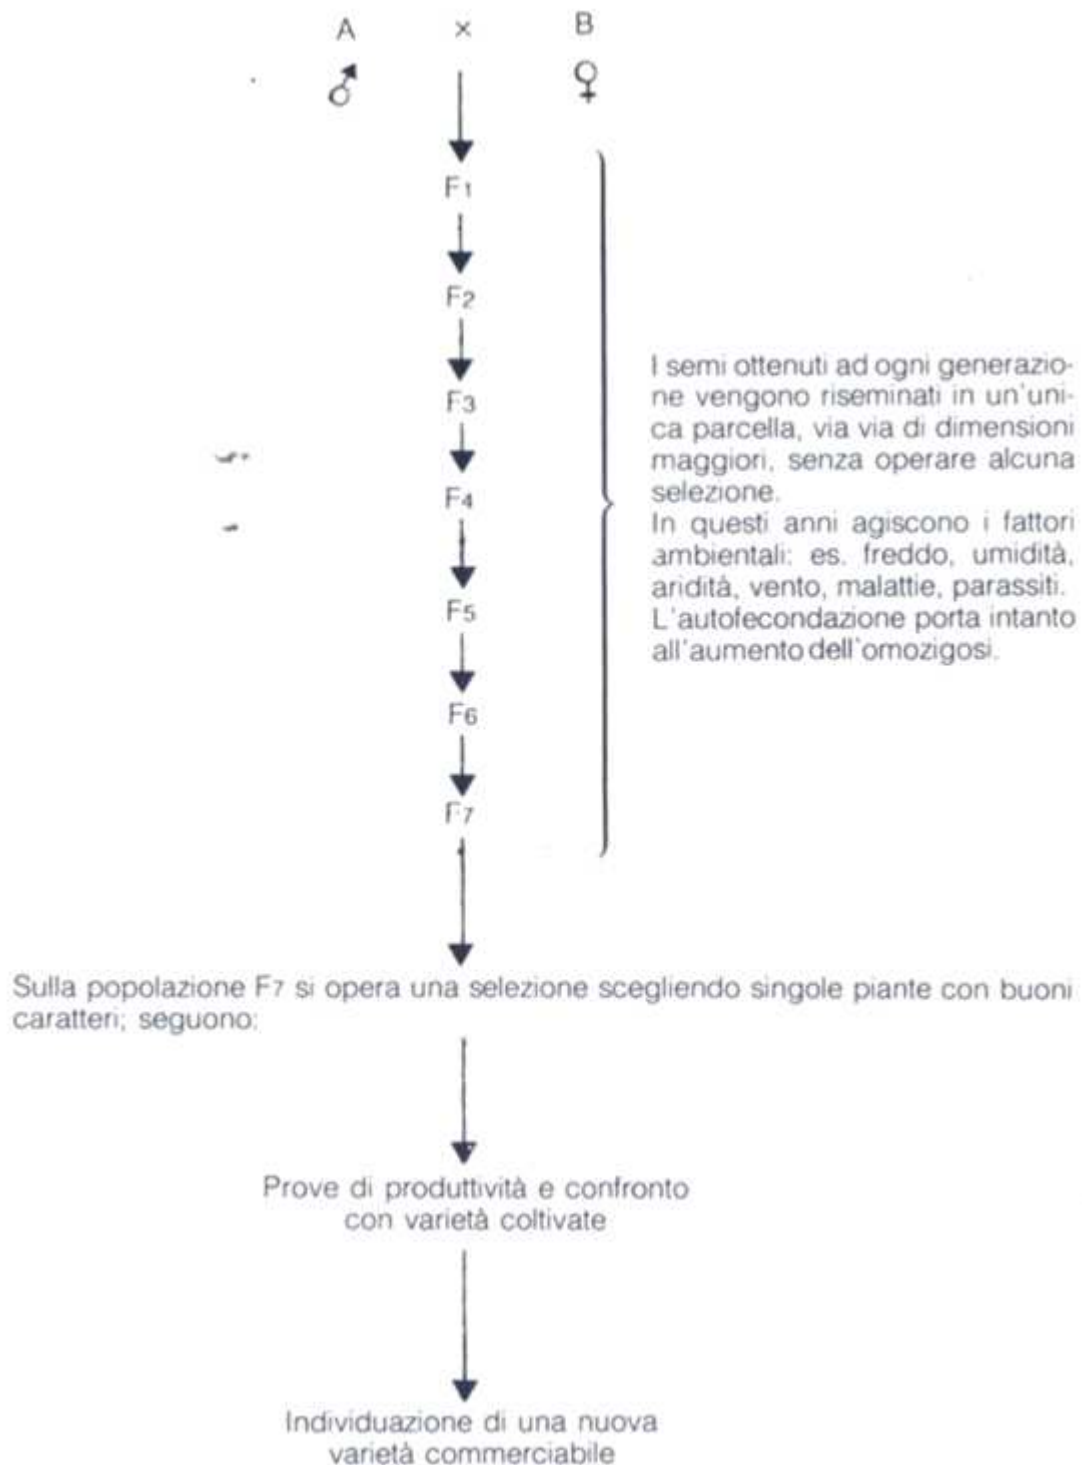 A × B
♂ ♀
F1
F2
F3
F4
F5
F6
F7
I semi ottenuti ad ogni generazio-
ne vengono riseminati in un'uni-
ca parcella, via via di dimensioni
maggiori, senza operare alcuna
selezione.
In questi anni agiscono i fattori
ambientali: es. freddo, umidità,
aridità, vento, malattie, parassiti.
L'autofecondazione porta intanto
all'aumento dell'omozigosi.
Sulla popolazione F7 si opera una selezione scegliendo singole piante con buoni
caratteri; seguono:
Prove di produttività e confronto
con varietà coltivate
Individuazione di una nuova
varietà commerciabile